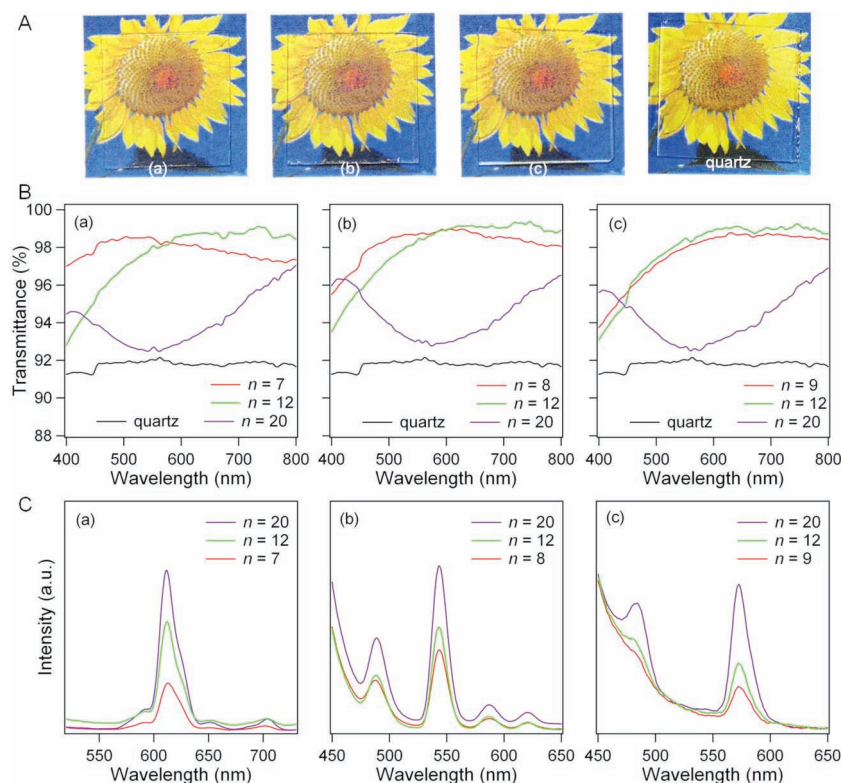 A
(a)
(b)
(c)
quartz
B
Transmittance (%)
100
98
96
94
92
90
88
(a)
n = 7
n = 12
quartz
n = 20
400 500 600 700 800
Wavelength (nm)
(b)
n = 8
n = 12
quartz
n = 20
400 500 600 700 800
Wavelength (nm)
(c)
n = 9
n = 12
quartz
n = 20
400 500 600 700 800
Wavelength (nm)
C
Intensity (a.u.)
(a)
n = 20
n = 12
n = 7
550 600 650 700
Wavelength (nm)
(b)
n = 20
n = 12
n = 8
450 500 550 600 650
Wavelength (nm)
(c)
n = 20
n = 12
n = 9
450 500 550 600 650
Wavelength (nm)